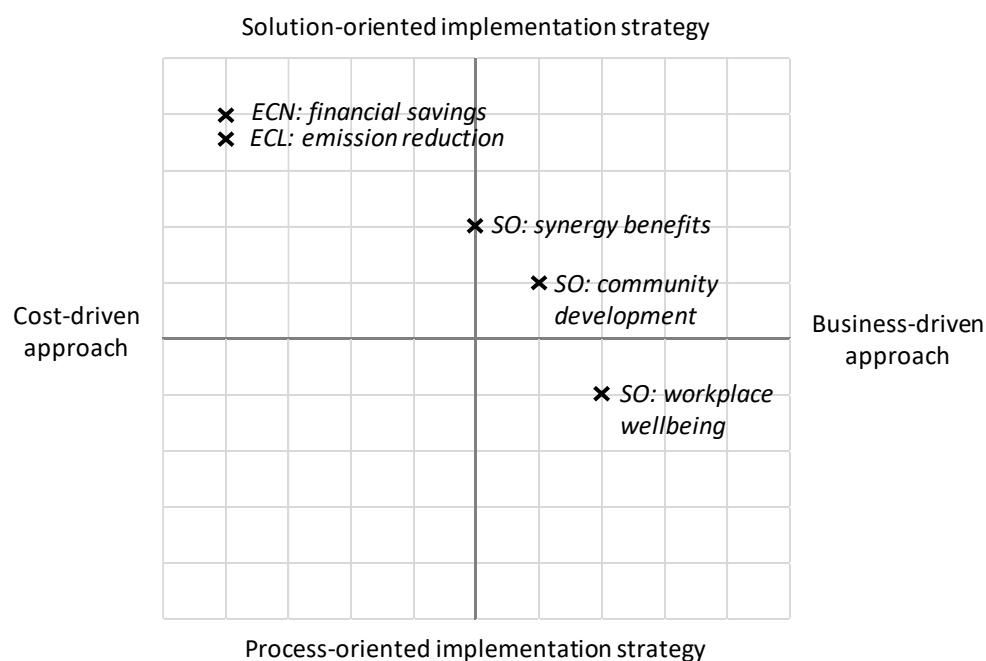 Solution-oriented implementation strategy
ECN: financial savings
ECL: emission reduction
SO: synergy benefits
SO: community
development
Cost-driven
approach
Business-driven
approach
SO: workplace
wellbeing
Process-oriented implementation strategy